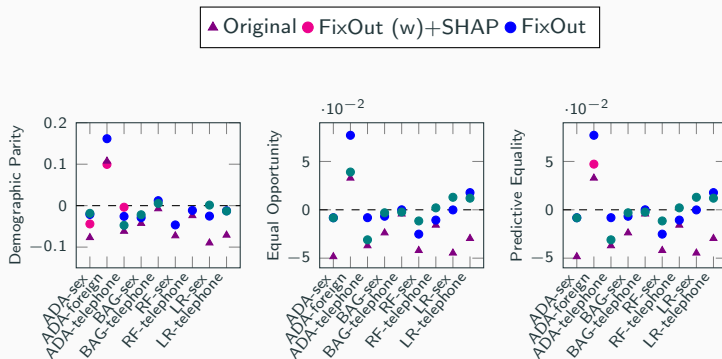 Original FixOut (w)+SHAP FixOut
Demographic Parity
0.2
0.1
0
−0.1
ADA-sex
ADA-foreign
ADA-telephone
BAG-sex
BAG-telephone
RF-sex
RF-telephone
LR-sex
LR-telephone
·10−2
Equal Opportunity
5
0
−5
ADA-sex
ADA-foreign
ADA-telephone
BAG-sex
BAG-telephone
RF-sex
RF-telephone
LR-sex
LR-telephone
·10−2
Predictive Equality
5
0
−5
ADA-sex
ADA-foreign
ADA-telephone
BAG-sex
BAG-telephone
RF-sex
RF-telephone
LR-sex
LR-telephone